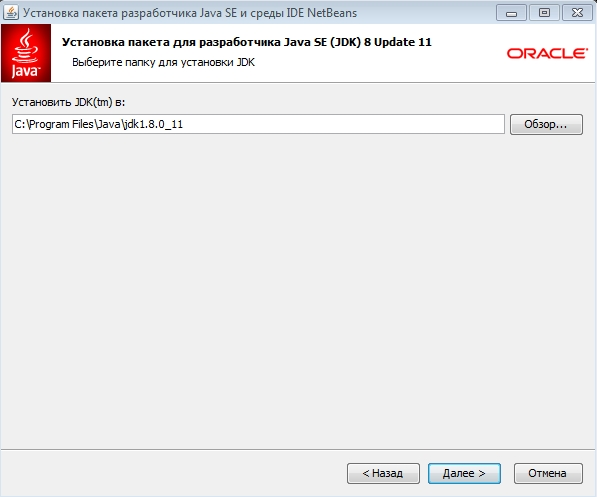 Установка пакета разработчика Java SE и среды IDE NetBeans
Установка пакета для разработчика Java SE (JDK) 8 Update 11
Выберите папку для установки JDK
Java™
ORACLE®
Установить JDK(tm) в:
C:\Program Files\Java\jdk1.8.0_11
Обзор...
< Назад
Далее >
Отмена